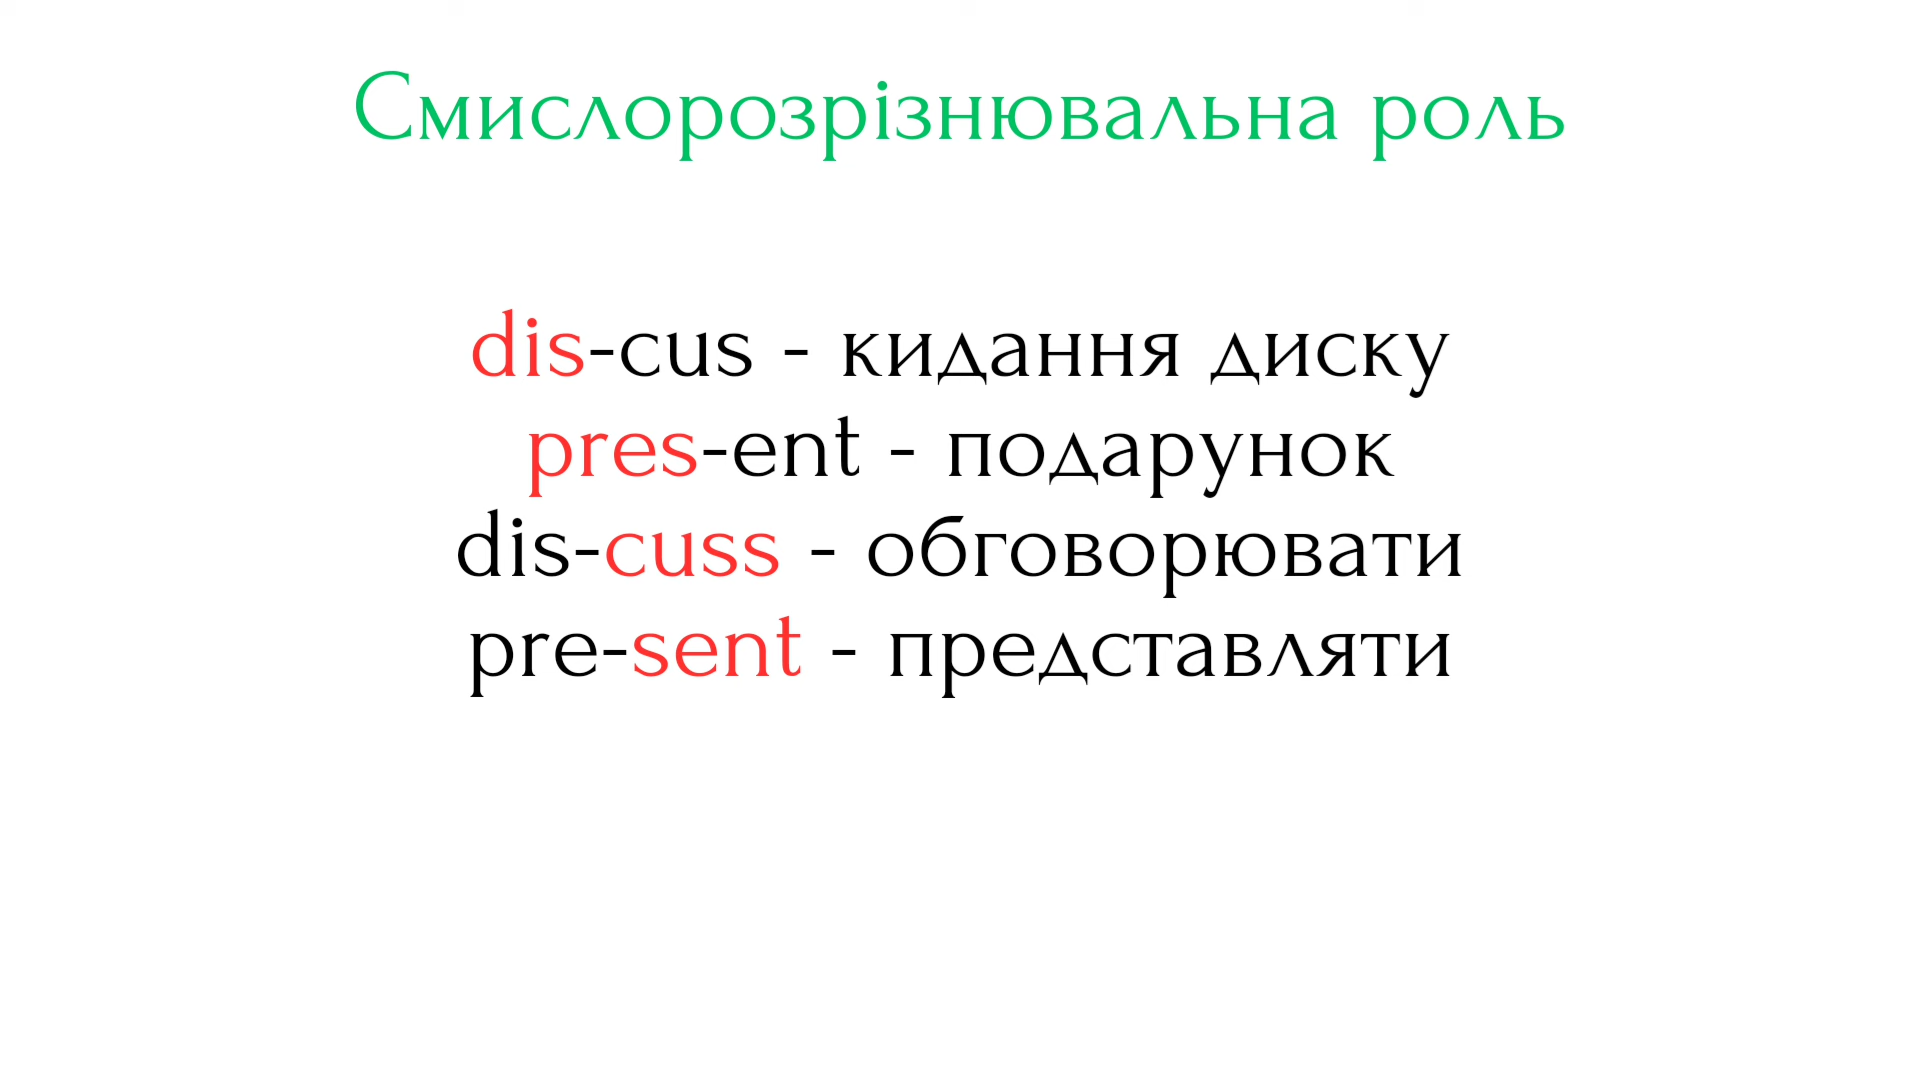 Смислорозрізнювальна роль
dis-cus - кидання диску
pres-ent - подарунок
dis-cuss - обговорювати
pre-sent - представляти